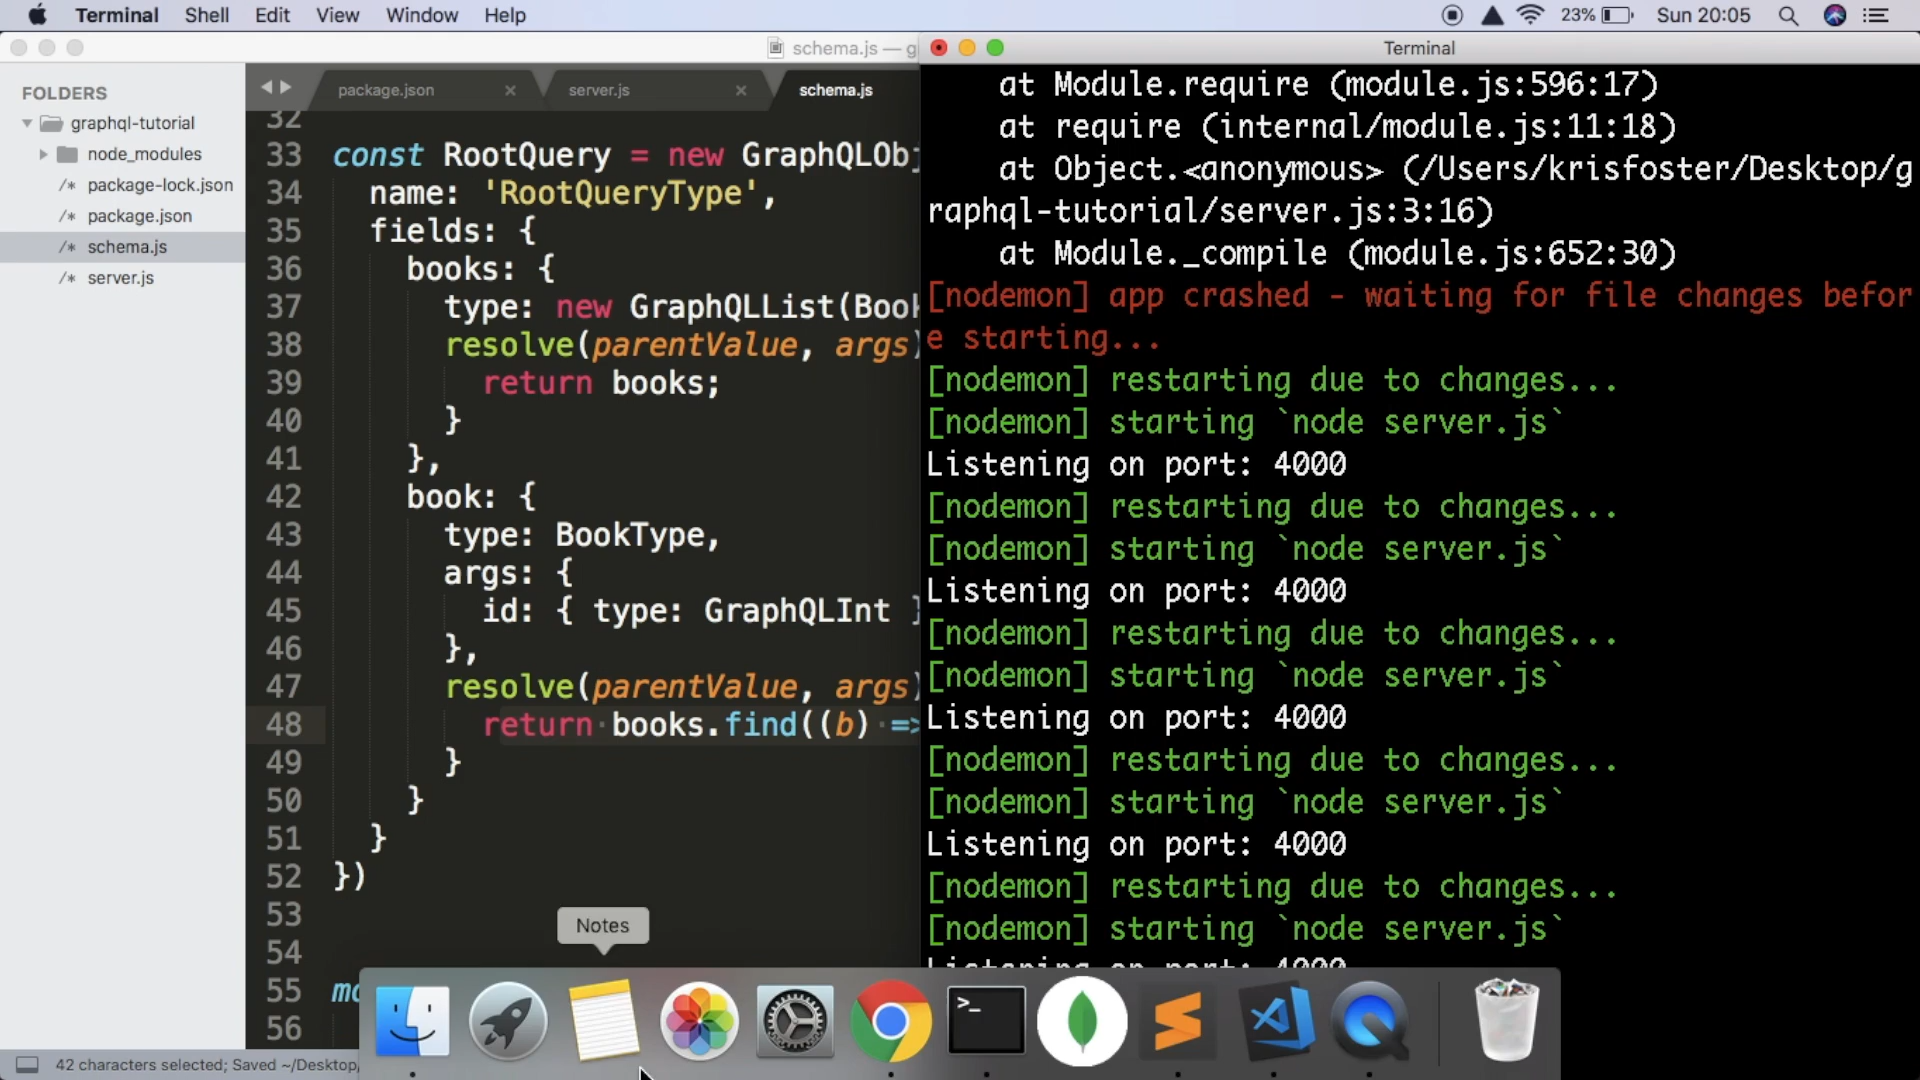 Terminal Shell Edit View Window Help 23% Sun 20:05
schema.js — g
FOLDERS
graphql-tutorial
node_modules
/* package-lock.json
/* package.json
/* schema.js
/* server.js
package.json × server.js × schema.js
32
33 const RootQuery = new GraphQLObj
34 name: 'RootQueryType',
35 fields: {
36 books: {
37 type: new GraphQLList(Book
38 resolve(parentValue, args)
39 return books;
40 }
41 },
42 book: {
43 type: BookType,
44 args: {
45 id: { type: GraphQLInt }
46 },
47 resolve(parentValue, args)
48 return books.find((b) =>
49 }
50 }
51 }
52 })
53
54
55 mo
56
42 characters selected; Saved ~/Desktop/
Terminal
at Module.require (module.js:596:17)
at require (internal/module.js:11:18)
at Object.<anonymous> (/Users/krisfoster/Desktop/g
raphql-tutorial/server.js:3:16)
at Module._compile (module.js:652:30)
[nodemon] app crashed - waiting for file changes befor
e starting...
[nodemon] restarting due to changes...
[nodemon] starting `node server.js`
Listening on port: 4000
[nodemon] restarting due to changes...
[nodemon] starting `node server.js`
Listening on port: 4000
[nodemon] restarting due to changes...
[nodemon] starting `node server.js`
Listening on port: 4000
[nodemon] restarting due to changes...
[nodemon] starting `node server.js`
Listening on port: 4000
[nodemon] restarting due to changes...
[nodemon] starting `node server.js`
Listening on port: 4000
Notes
>_